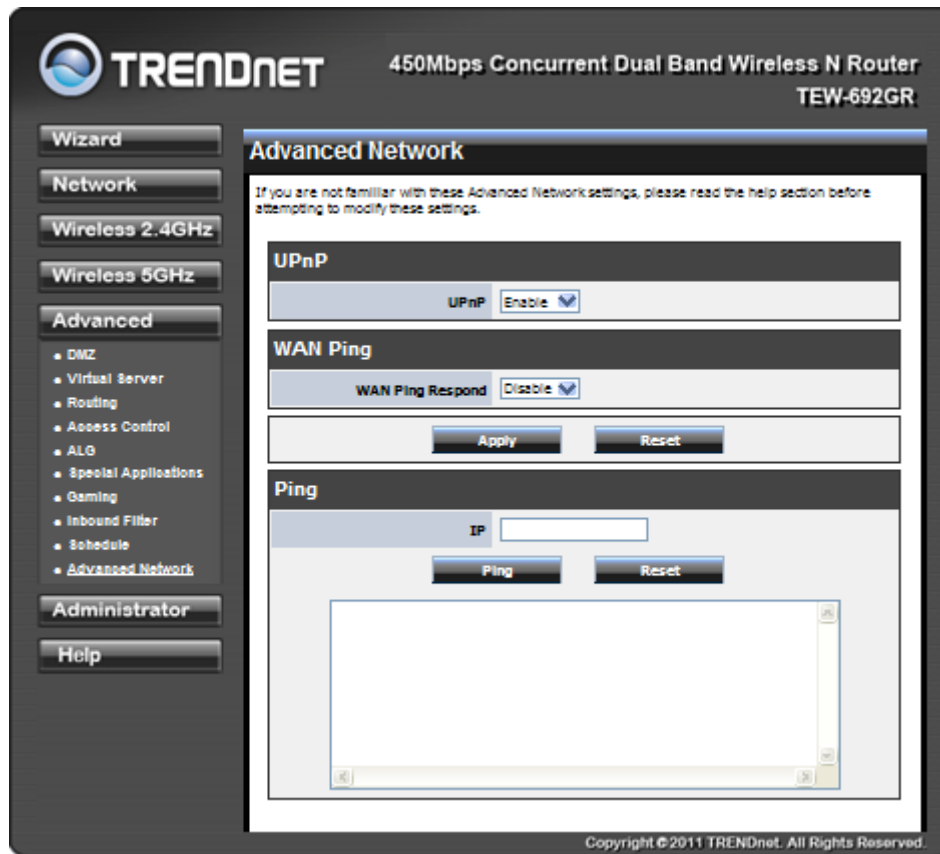 TRENDNET
450Mbps Concurrent Dual Band Wireless N Router
TEW-692GR
Wizard
Network
Wireless 2.4GHz
Wireless 5GHz
Advanced
DMZ
Virtual Server
Routing
Access Control
ALG
Special Applications
Gaming
Inbound Filter
Schedule
Advanced Network
Administrator
Help
Advanced Network
If you are not familiar with these Advanced Network settings, please read the help section before
attempting to modify these settings.
UPnP
UPnP Enable
WAN Ping
WAN Ping Respond Disable
Apply Reset
Ping
IP
Ping Reset
Copyright © 2011 TRENDnet. All Rights Reserved.